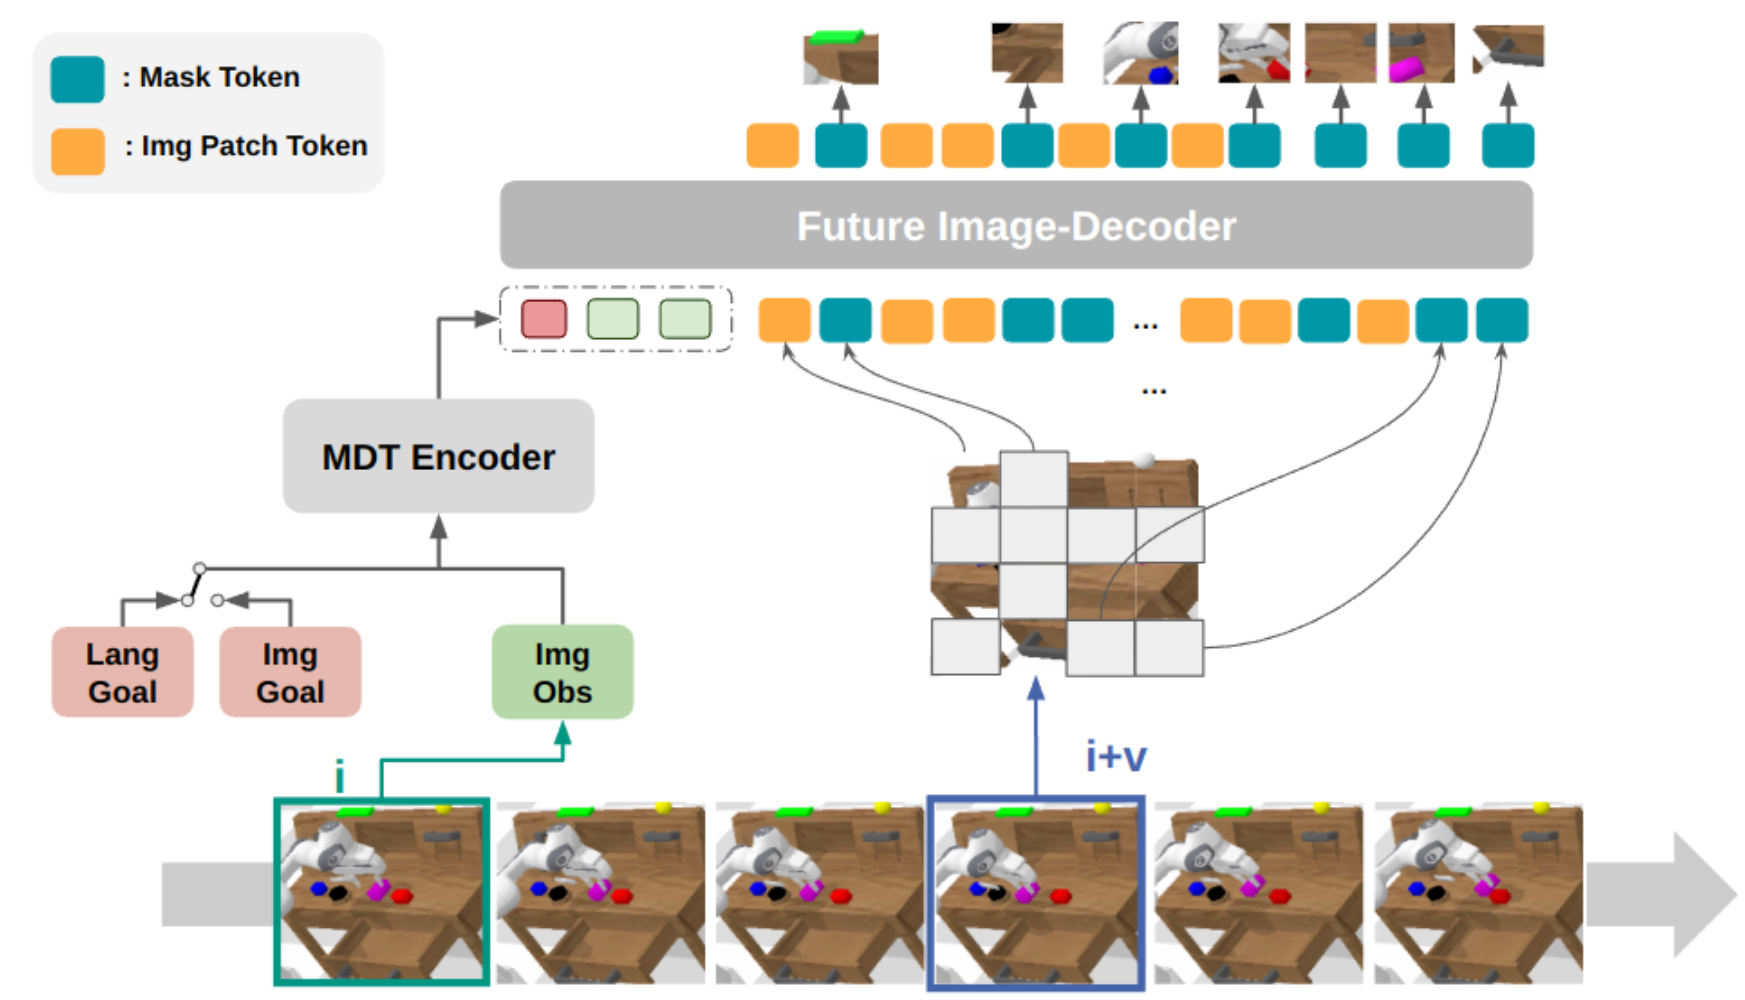 : Mask Token
: Img Patch Token
Future Image-Decoder
...
...
MDT Encoder
Lang
Goal
Img
Goal
Img
Obs
i
i+v